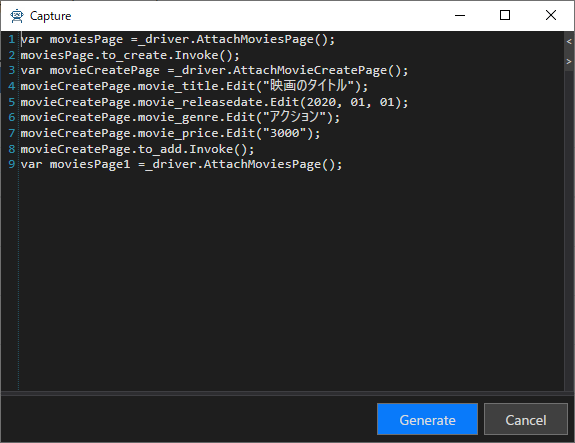 Capture
1 var moviesPage =_driver.AttachMoviesPage();
2 moviesPage.to_create.Invoke();
3 var movieCreatePage =_driver.AttachMovieCreatePage();
4 movieCreatePage.movie_title.Edit("映画のタイトル");
5 movieCreatePage.movie_releasedate.Edit(2020, 01, 01);
6 movieCreatePage.movie_genre.Edit("アクション");
7 movieCreatePage.movie_price.Edit("3000");
8 movieCreatePage.to_add.Invoke();
9 var moviesPage1 =_driver.AttachMoviesPage();
<
>
Generate
Cancel